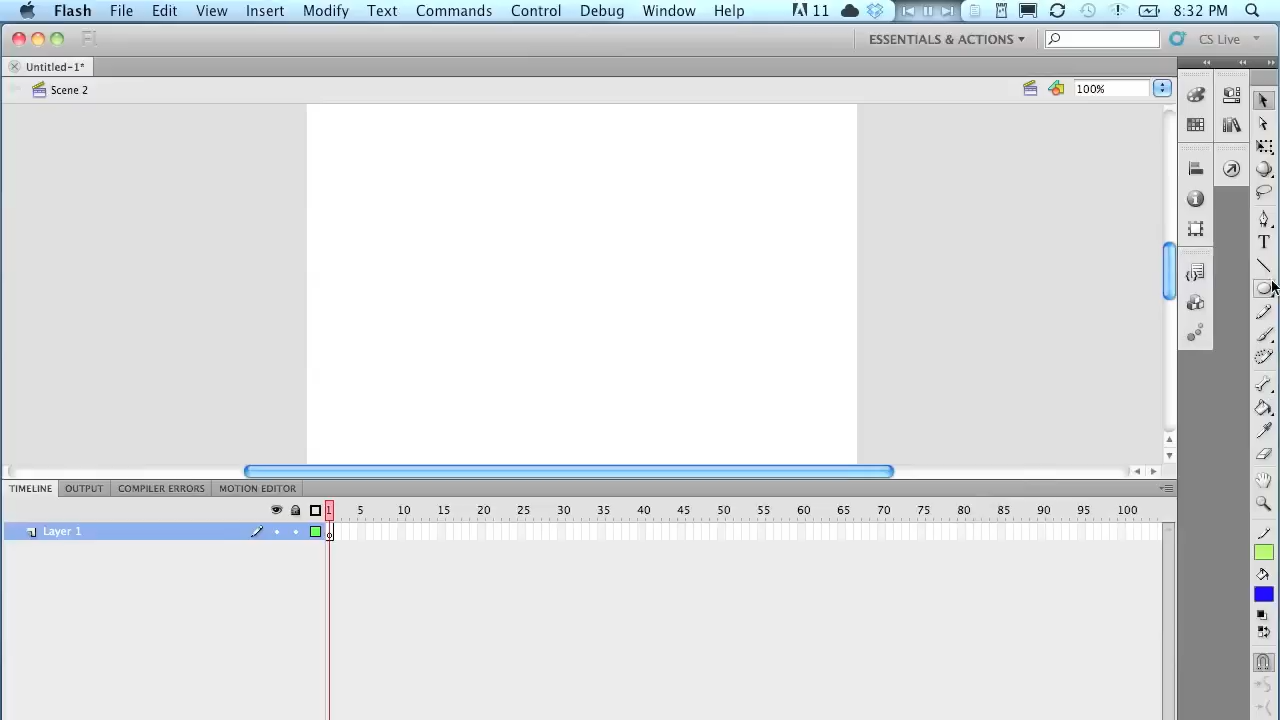 Flash File Edit View Insert Modify Text Commands Control Debug Window Help 11 8:32 PM
Fl ESSENTIALS & ACTIONS CS Live
Untitled-1*
Scene 2 100%
T
TIMELINE OUTPUT COMPILER ERRORS MOTION EDITOR
1 5 10 15 20 25 30 35 40 45 50 55 60 65 70 75 80 85 90 95 100
Layer 1